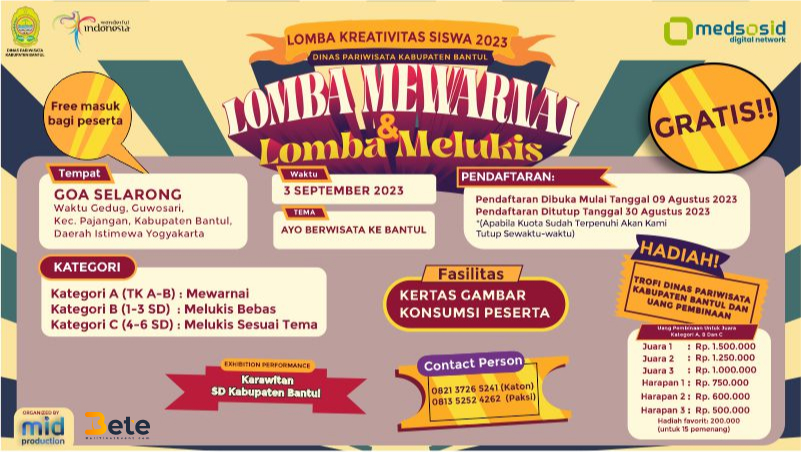 DINAS PARIWISATA
KABUPATEN BANTUL
wonderful
indonesia
LOMBA KREATIVITAS SISWA 2023
DINAS PARIWISATA KABUPATEN BANTUL
LOMBA MEWARNAI
&
Lomba Melukis
medsosid
digital network
Free masuk
bagi peserta
GRATIS!!
Tempat
GOA SELARONG
Waktu Gedug, Guwosari,
Kec. Pajangan, Kabupaten Bantul,
Daerah Istimewa Yogyakarta
Waktu
3 SEPTEMBER 2023
TEMA
AYO BERWISATA KE BANTUL
PENDAFTARAN:
Pendaftaran Dibuka Mulai Tanggal 09 Agustus 2023
Pendaftaran Ditutup Tanggal 30 Agustus 2023
*(Apabila Kuota Sudah Terpenuhi Akan Kami
Tutup Sewaktu-waktu)
KATEGORI
Kategori A (TK A-B) : Mewarnai
Kategori B (1-3 SD) : Melukis Bebas
Kategori C (4-6 SD) : Melukis Sesuai Tema
Fasilitas
KERTAS GAMBAR
KONSUMSI PESERTA
HADIAH!
TROFI DINAS PARIWISATA
KABUPATEN BANTUL DAN
UANG PEMBINAAN
Uang Pembinaan Untuk Juara
Kategori A, B Dan C
Juara 1 : Rp. 1.500.000
Juara 2 : Rp. 1.250.000
Juara 3 : Rp. 1.000.000
Harapan 1 : Rp. 750.000
Harapan 2 : Rp. 600.000
Harapan 3 : Rp. 500.000
Hadiah favorit: 200.000
(untuk 15 pemenang)
EXHIBITION PERFORMANCE
Karawitan
SD Kabupaten Bantul
Contact Person
0821 3726 5241 (Katon)
0813 5252 4262 (Paksi)
ORGANIZED BY
mid
production
Bete